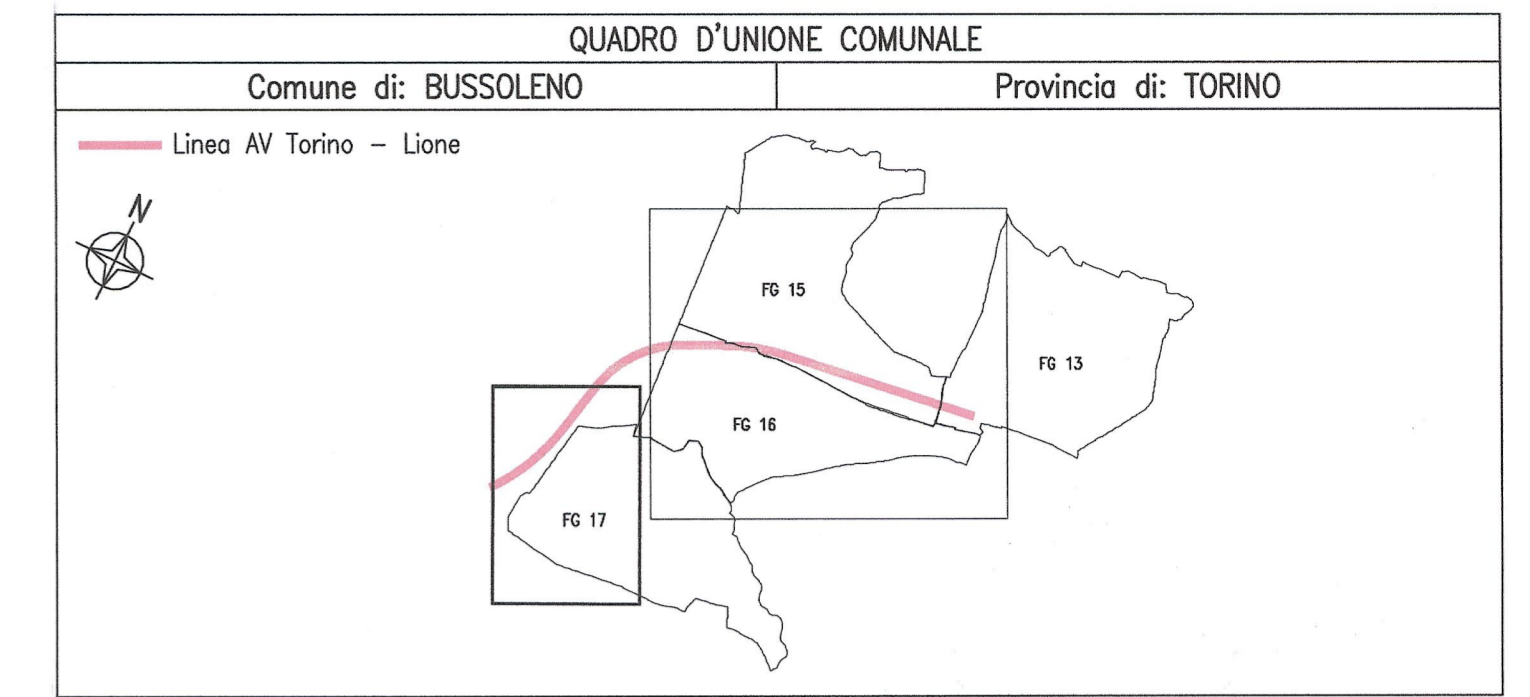 QUADRO D'UNIONE COMUNALE
Comune di: BUSSOLENO Provincia di: TORINO
Linea AV Torino – Lione
N
FG 15
FG 13
FG 16
FG 17